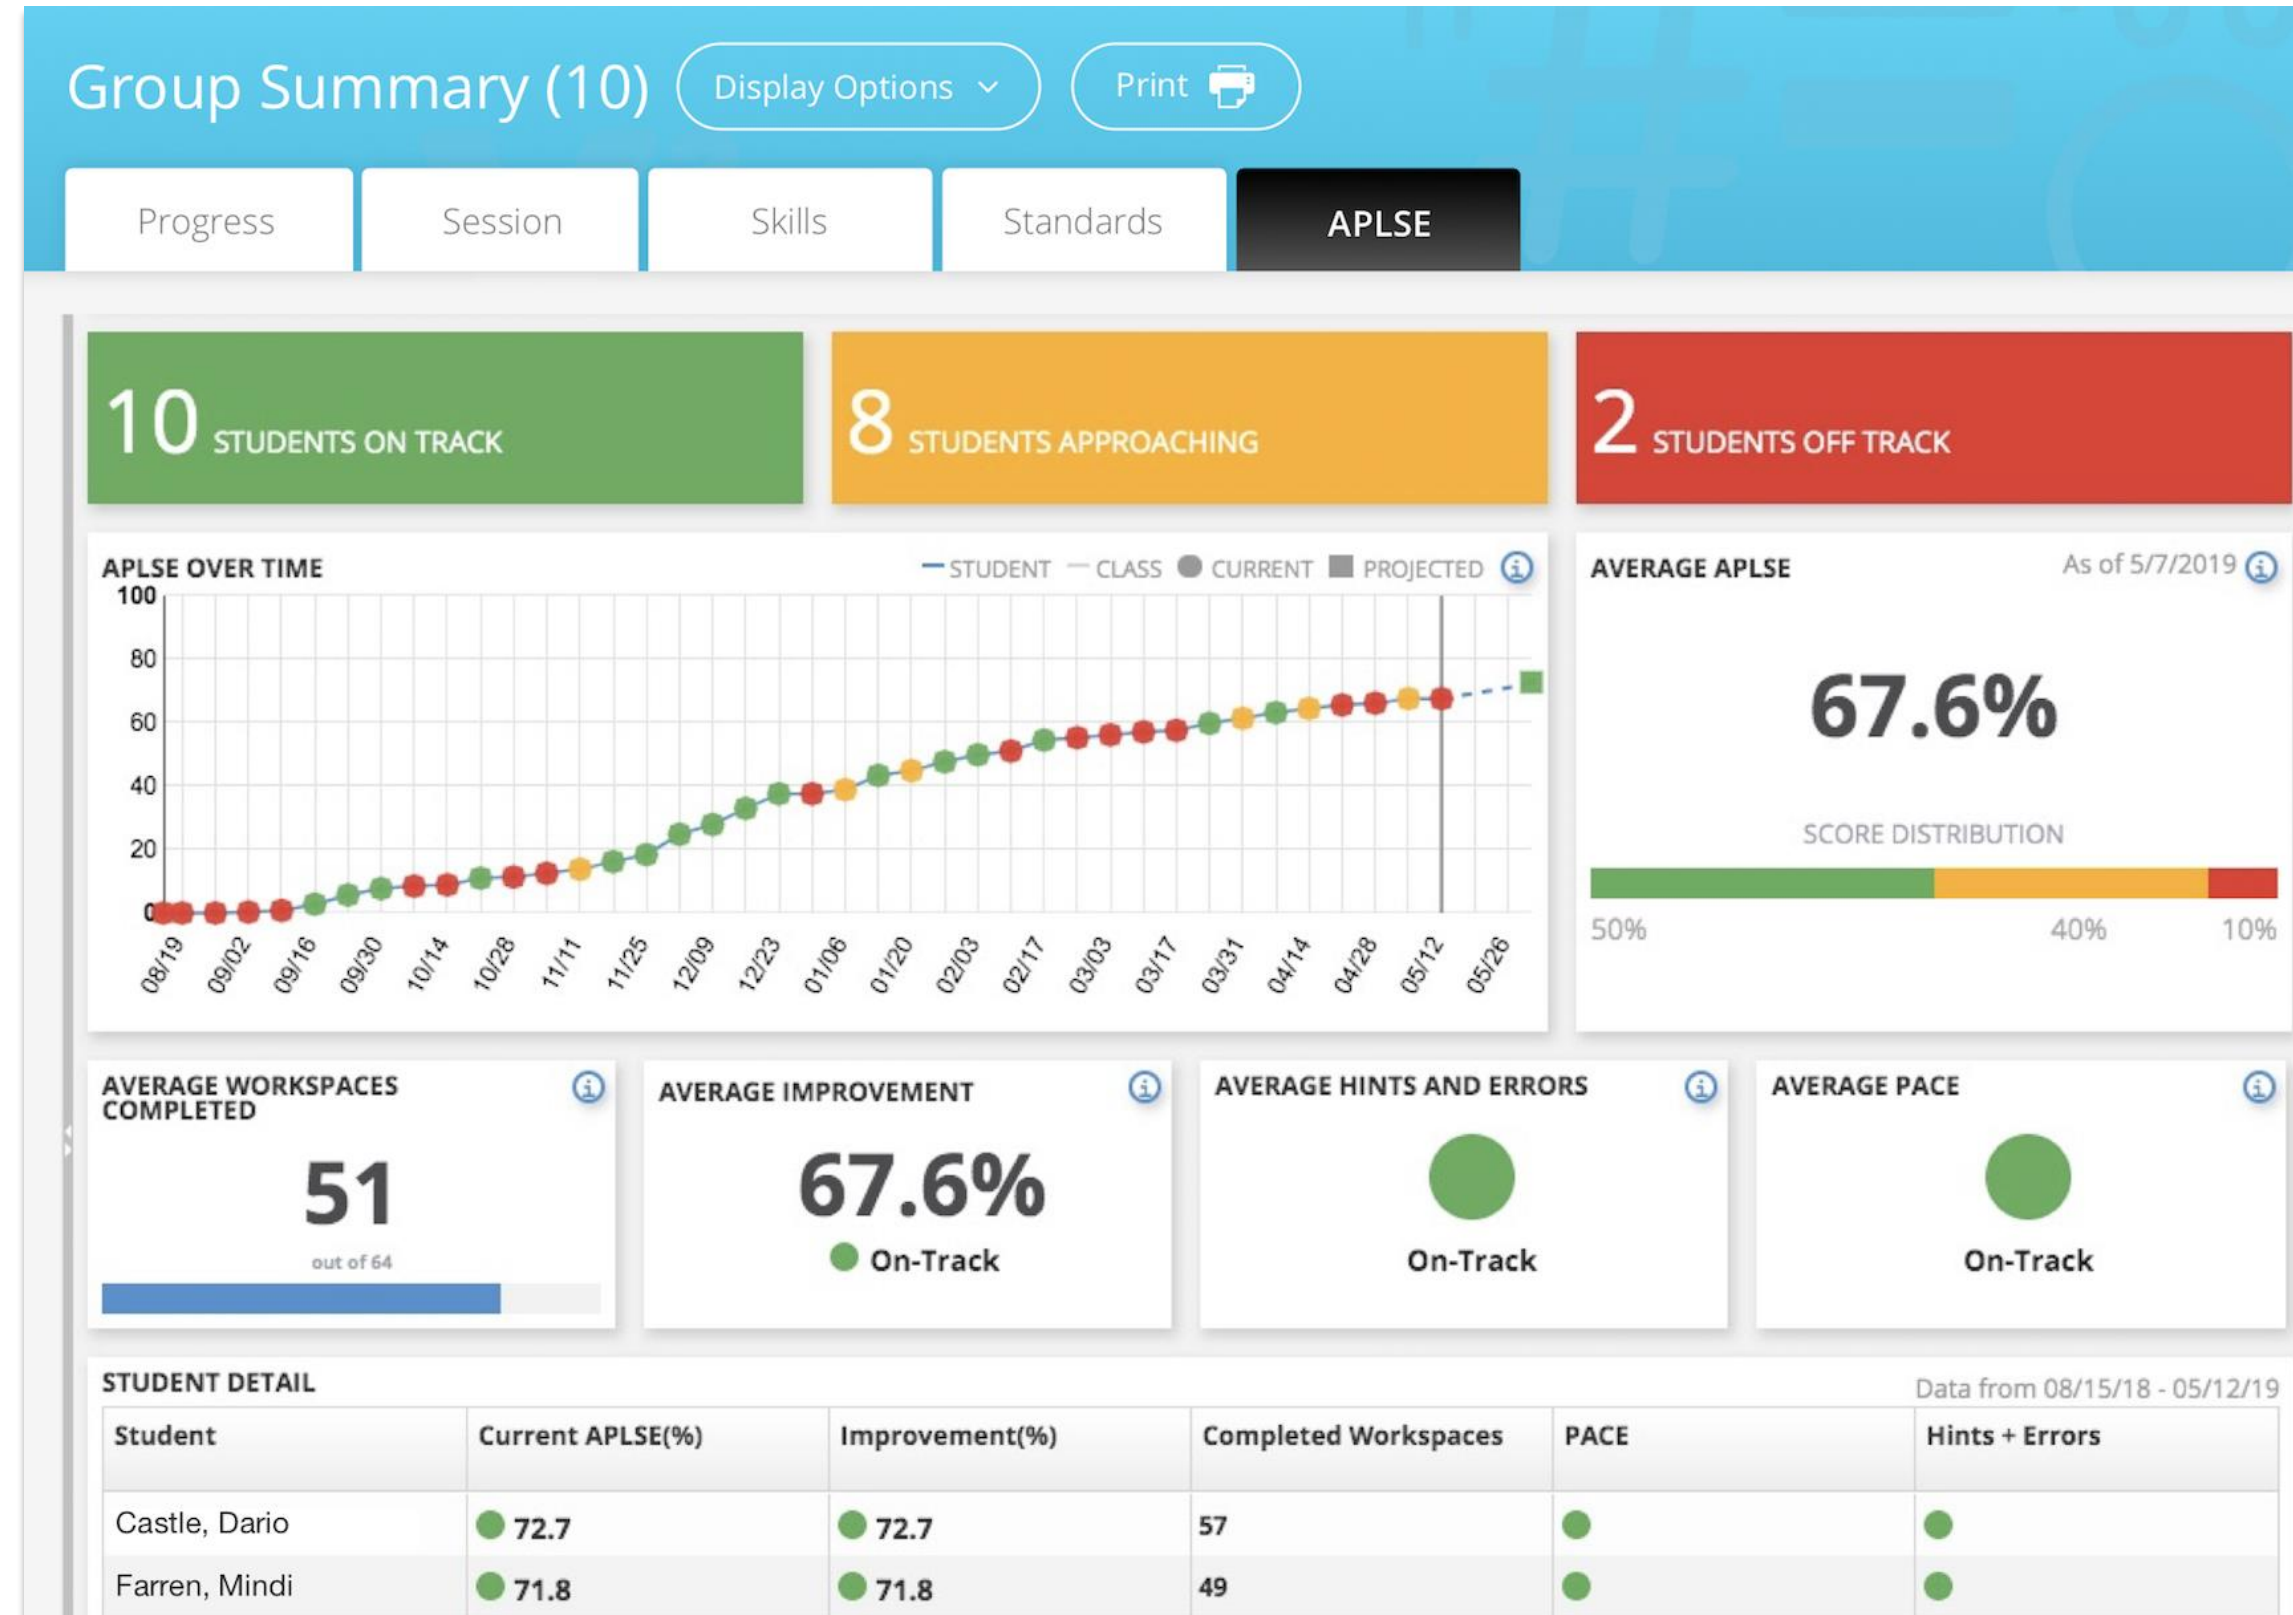 Group Summary (10) Display Options Print
Progress Session Skills Standards APLSE
10 STUDENTS ON TRACK
8 STUDENTS APPROACHING
2 STUDENTS OFF TRACK
APLSE OVER TIME
STUDENT CLASS CURRENT PROJECTED
100
80
60
40
20
0
08/19 09/02 09/16 09/30 10/14 10/28 11/11 11/25 12/09 12/23 01/06 01/20 02/03 02/17 03/03 03/17 03/31 04/14 04/28 05/12 05/26
AVERAGE APLSE As of 5/7/2019
67.6%
SCORE DISTRIBUTION
50% 40% 10%
AVERAGE WORKSPACES
COMPLETED
51
out of 64
AVERAGE IMPROVEMENT
67.6%
On-Track
AVERAGE HINTS AND ERRORS
On-Track
AVERAGE PACE
On-Track
STUDENT DETAIL Data from 08/15/18 - 05/12/19
Student Current APLSE(%) Improvement(%) Completed Workspaces PACE Hints + Errors
Castle, Dario 72.7 72.7 57
Farren, Mindi 71.8 71.8 49